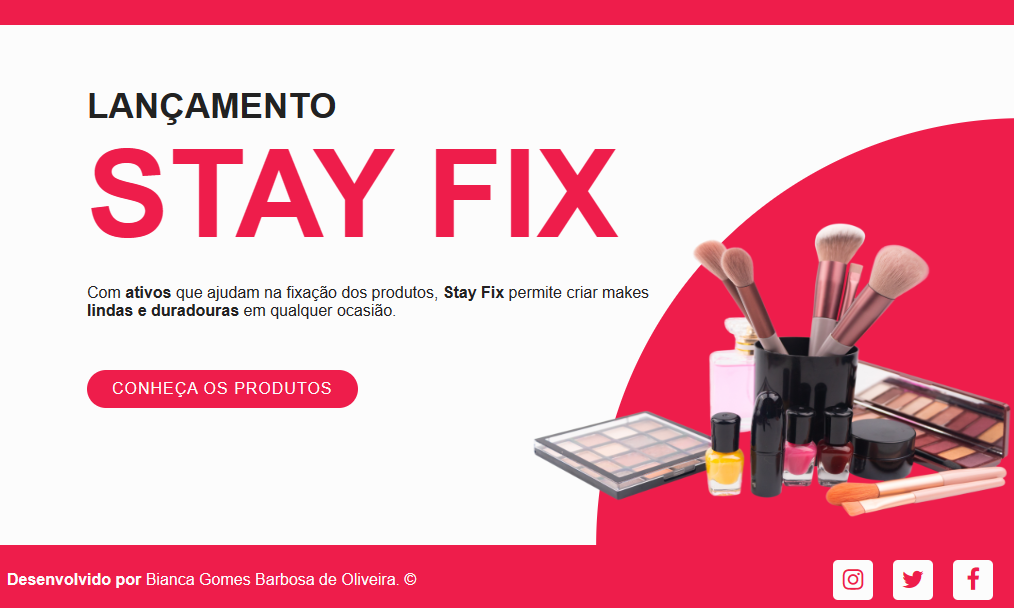 LANÇAMENTO
STAY FIX
Com ativos que ajudam na fixação dos produtos, Stay Fix permite criar makes
lindas e duradouras em qualquer ocasião.
CONHEÇA OS PRODUTOS
Desenvolvido por Bianca Gomes Barbosa de Oliveira. ©